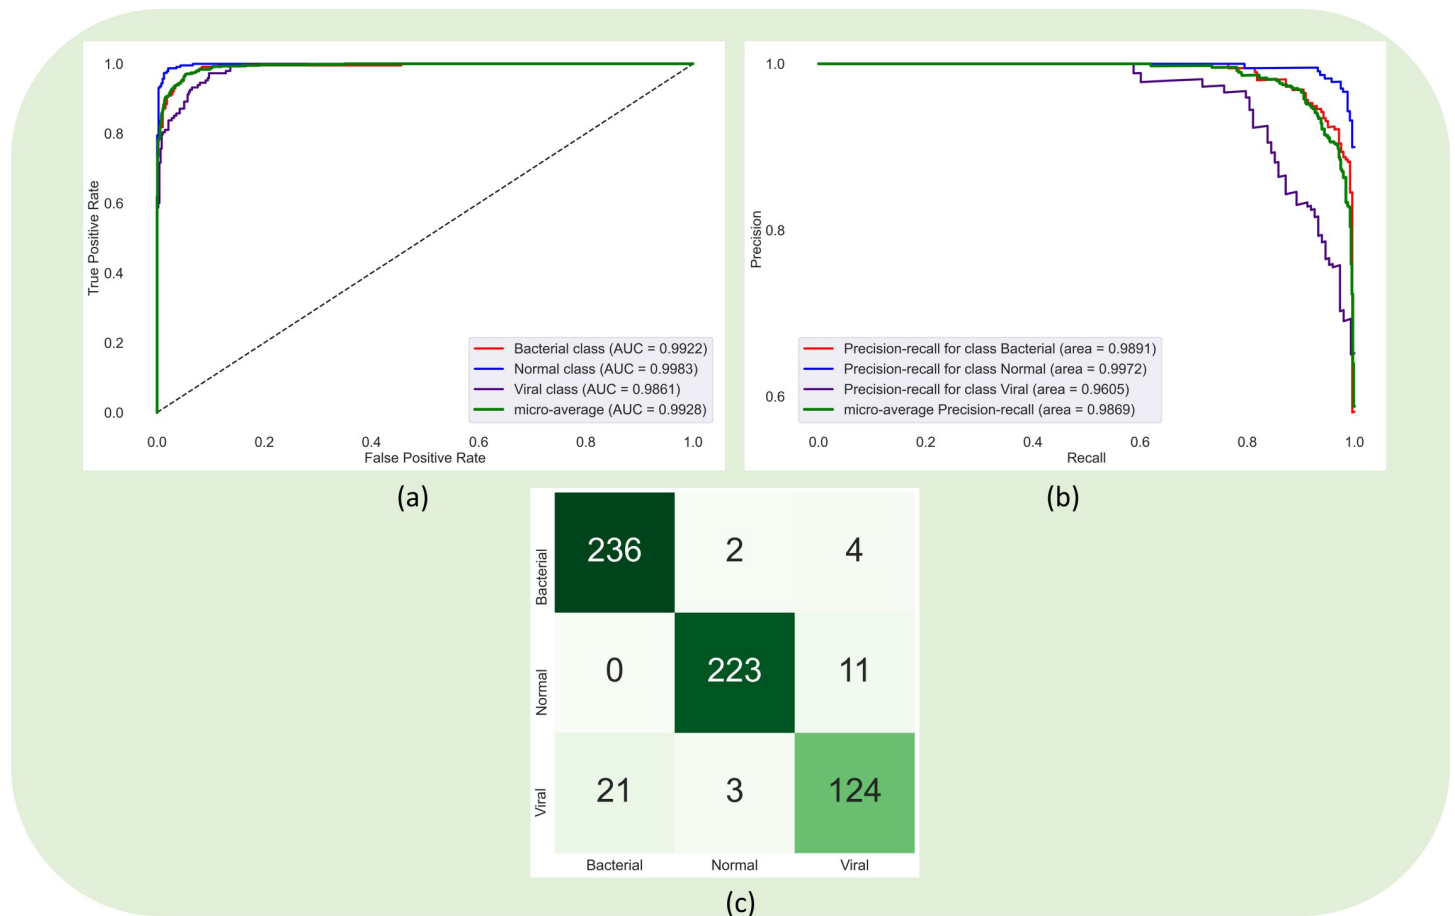 1.0
0.8
0.6
0.4
0.2
0.0
True Positive Rate
0.0 0.2 0.4 0.6 0.8 1.0
False Positive Rate
Bacterial class (AUC = 0.9922)
Normal class (AUC = 0.9983)
Viral class (AUC = 0.9861)
micro-average (AUC = 0.9928)
(a)
1.0
0.8
0.6
Precision
0.0 0.2 0.4 0.6 0.8 1.0
Recall
Precision-recall for class Bacterial (area = 0.9891)
Precision-recall for class Normal (area = 0.9972)
Precision-recall for class Viral (area = 0.9605)
micro-average Precision-recall (area = 0.9869)
(b)
Bacterial
236 2 4
Normal
0 223 11
Viral
21 3 124
Bacterial Normal Viral
(c)